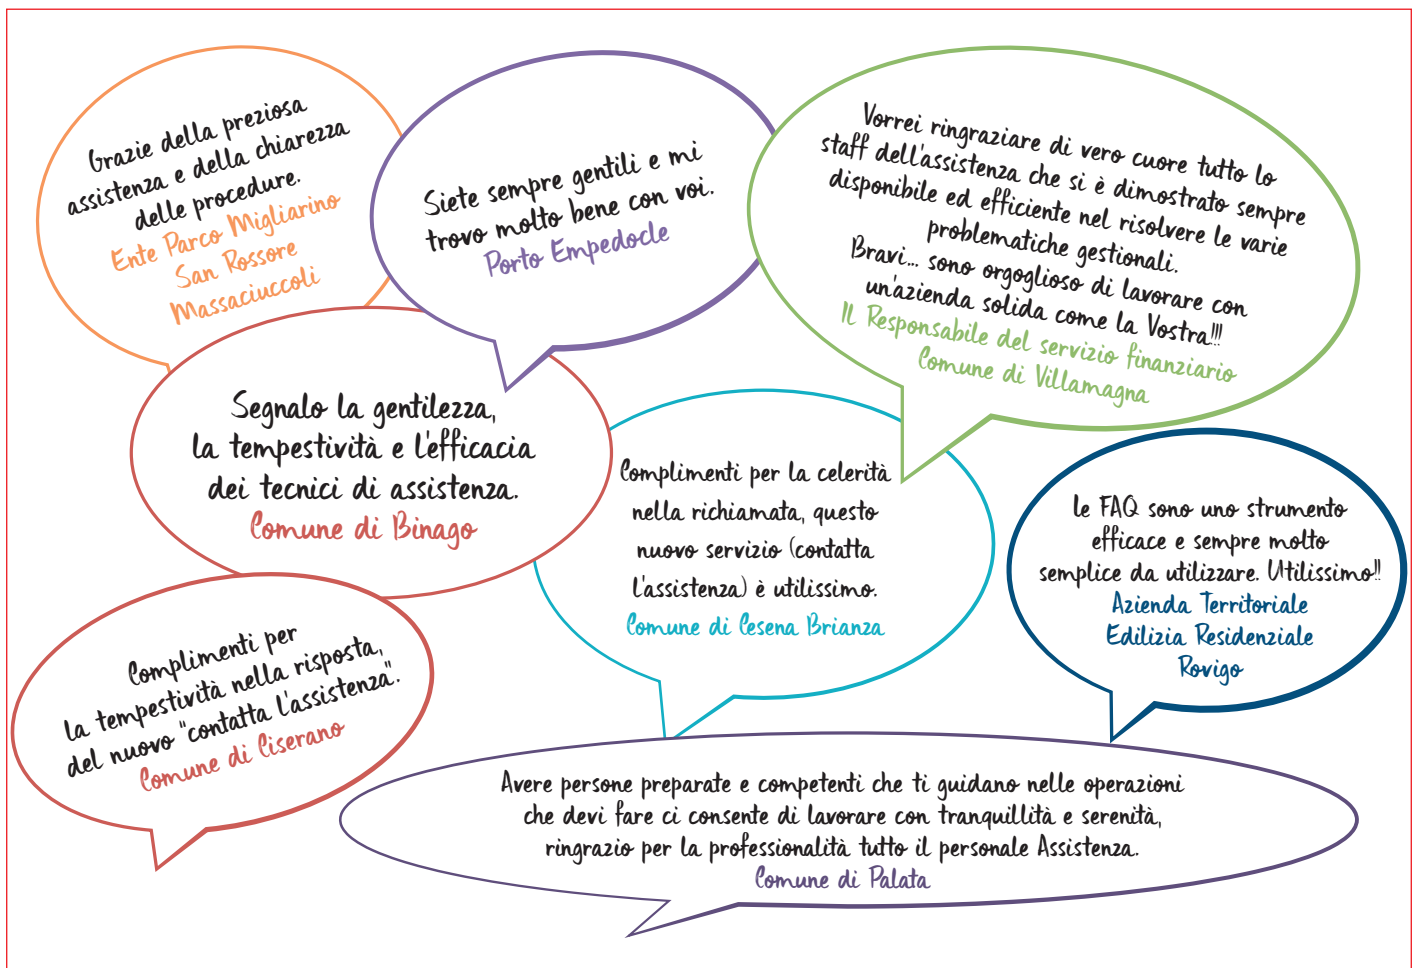 Grazie della preziosa
assistenza e della chiarezza
delle procedure.
Ente Parco Migliarino
San Rossore
Massaciuccoli
Siete sempre gentili e mi
trovo molto bene con voi.
Porto Empedocle
Vorrei ringraziare di vero cuore tutto lo
staff dell'assistenza che si è dimostrato sempre
disponibile ed efficiente nel risolvere le varie
problematiche gestionali.
Bravi... sono orgoglioso di lavorare con
un'azienda solida come la Vostra!!!
IL Responsabile del servizio finanziario
Comune di Villamagna
Segnalo la gentilezza,
la tempestività e l'efficacia
dei tecnici di assistenza.
Comune di Binago
Complimenti per la celerità
nella richiamata, questo
nuovo servizio (contatta
l'assistenza) è utilissimo.
Comune di Cesena Brianza
le FAQ sono uno strumento
efficace e sempre molto
semplice da utilizzare. Utilissimo!!
Azienda Territoriale
Edilizia Residenziale
Rovigo
Complimenti per
la tempestività nella risposta,
del nuovo "contatta l'assistenza".
Comune di Ciserano
Avere persone preparate e competenti che ti guidano nelle operazioni
che devi fare ci consente di lavorare con tranquillità e serenità,
ringrazio per la professionalità tutto il personale Assistenza.
Comune di Palata